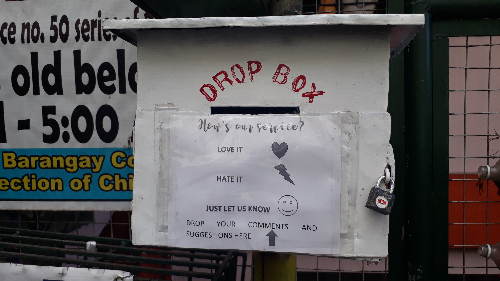 ce no. 50 series
old belo
- 5:00
Barangay Co
ection of Chi
DROP BOX
How's our service?
LOVE IT
HATE IT
JUST LET US KNOW
DROP YOUR COMMENTS AND
SUGGESTIONS HERE